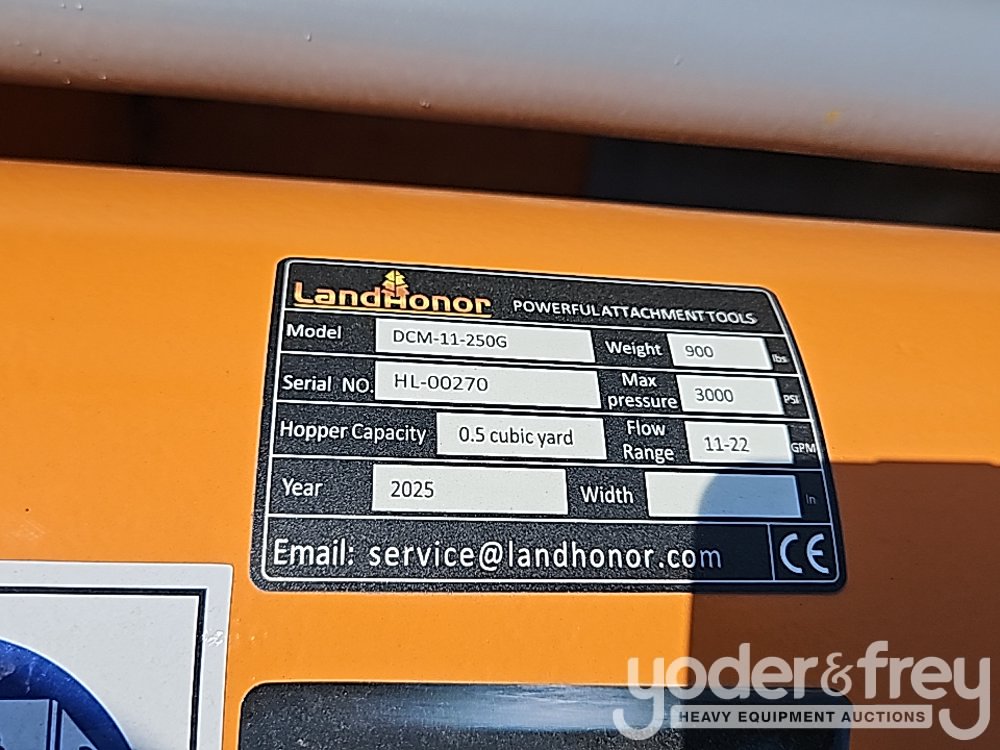 LandHonor POWERFUL ATTACHMENT TOOLS
Model DCM-11-250G Weight 900 lbs
Serial NO. HL-00270 Max pressure 3000 PSI
Hopper Capacity 0.5 cubic yard Flow Range 11-22 GPM
Year 2025 Width In
Email: service@landhonor.com CE
yoder&frey
HEAVY EQUIPMENT AUCTIONS